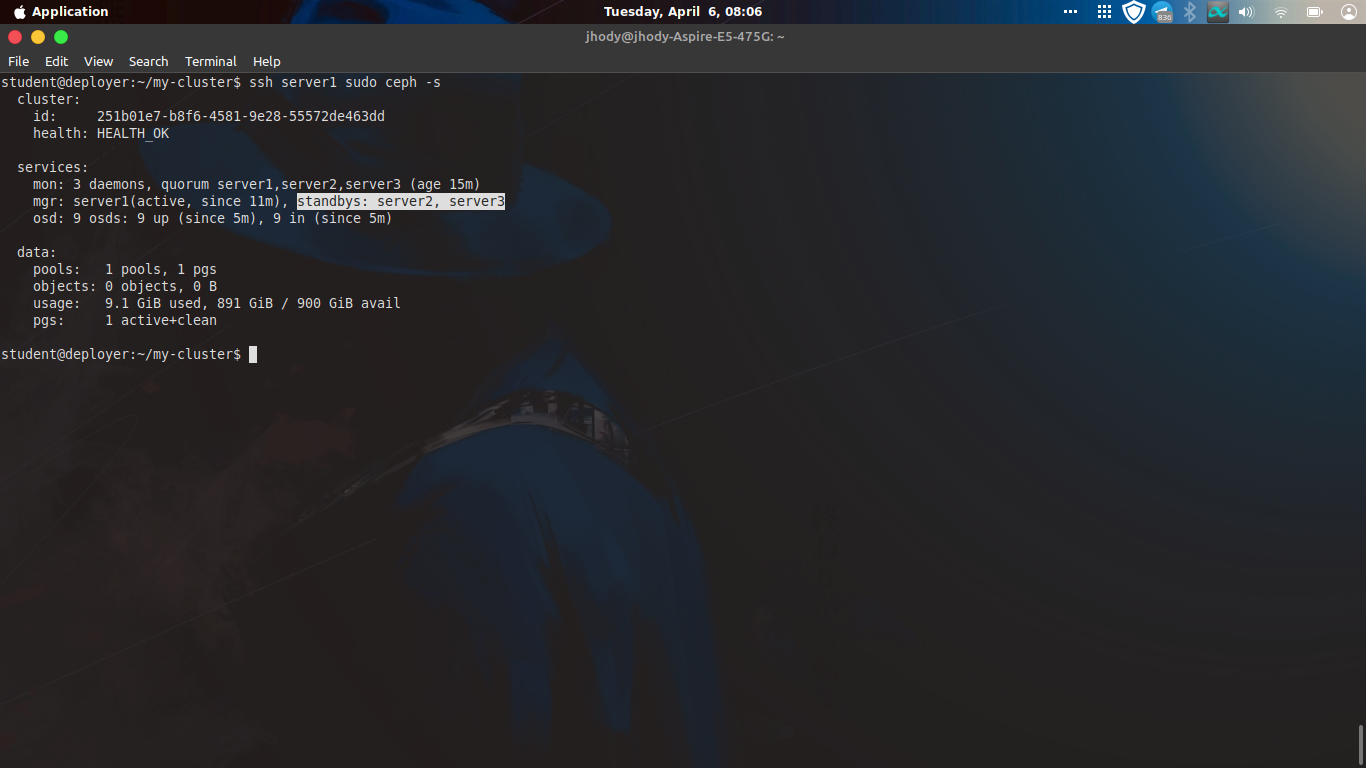 Application
Tuesday, April 6, 08:06
836
jhody@jhody-Aspire-E5-475G: ~
File Edit View Search Terminal Help
student@deployer:~/my-cluster$ ssh server1 sudo ceph -s
  cluster:
    id:     251b01e7-b8f6-4581-9e28-55572de463dd
    health: HEALTH_OK

  services:
    mon: 3 daemons, quorum server1,server2,server3 (age 15m)
    mgr: server1(active, since 11m), standbys: server2, server3
    osd: 9 osds: 9 up (since 5m), 9 in (since 5m)

  data:
    pools:   1 pools, 1 pgs
    objects: 0 objects, 0 B
    usage:   9.1 GiB used, 891 GiB / 900 GiB avail
    pgs:     1 active+clean

student@deployer:~/my-cluster$